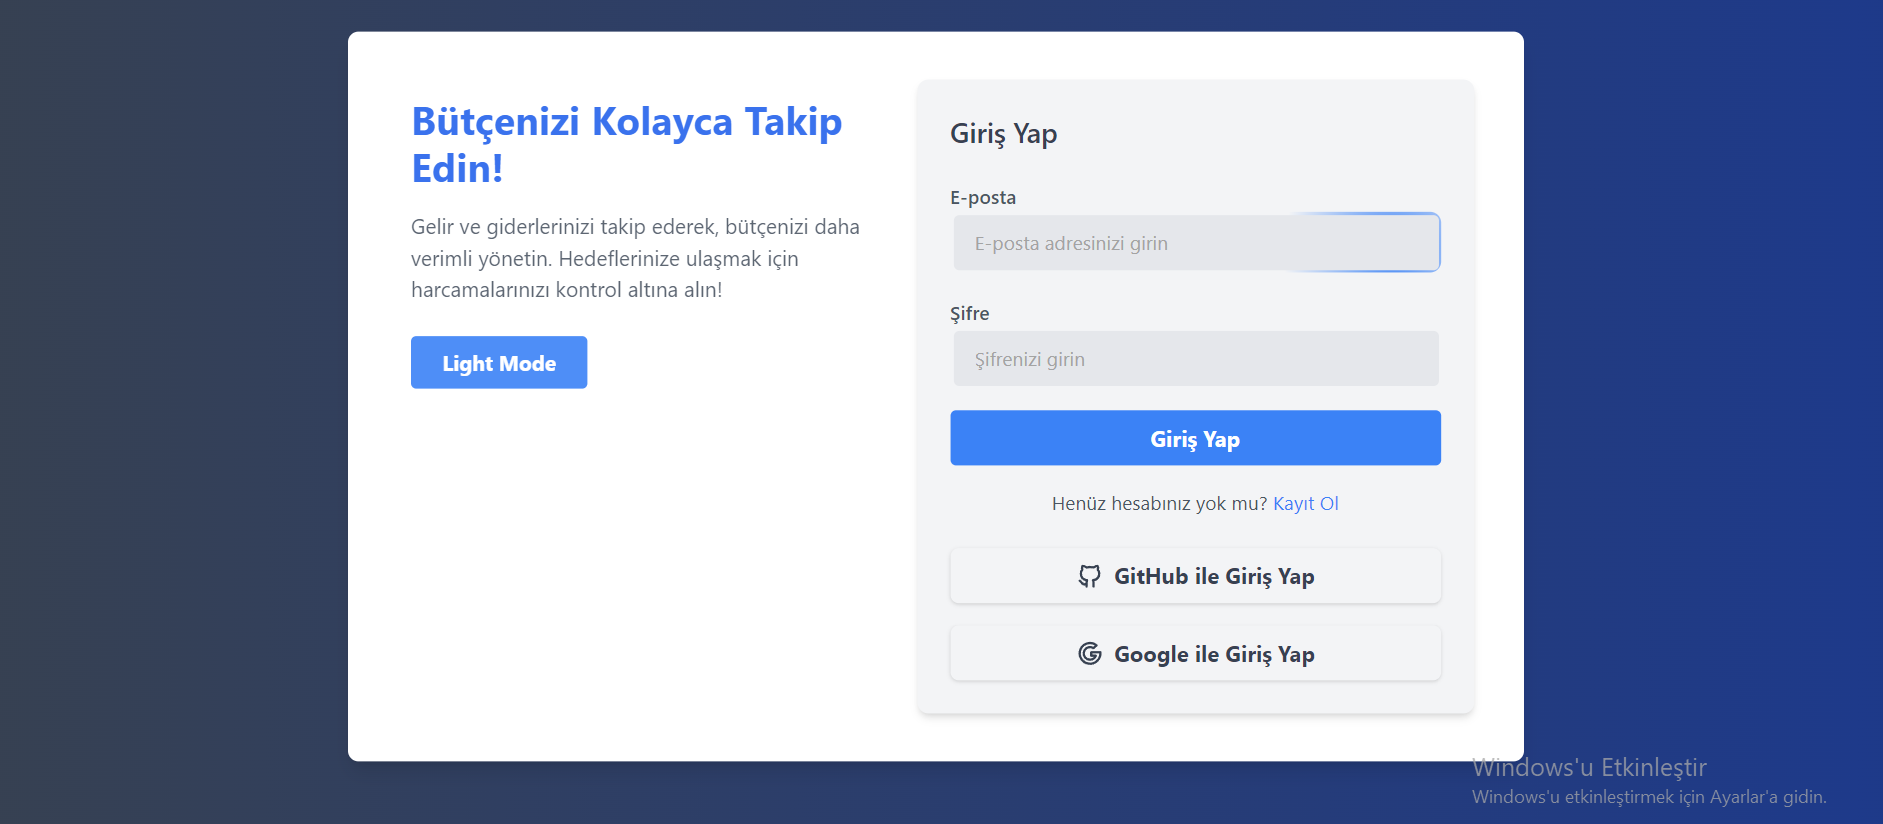 Bütçenizi Kolayca Takip
Edin!
Gelir ve giderlerinizi takip ederek, bütçenizi daha
verimli yönetin. Hedeflerinize ulaşmak için
harcamalarınızı kontrol altına alın!
Light Mode
Giriş Yap
E-posta
E-posta adresinizi girin
Şifre
Şifrenizi girin
Giriş Yap
Henüz hesabınız yok mu? Kayıt Ol
GitHub ile Giriş Yap
Google ile Giriş Yap
Windows'u Etkinleştir
Windows'u etkinleştirmek için Ayarlar'a gidin.